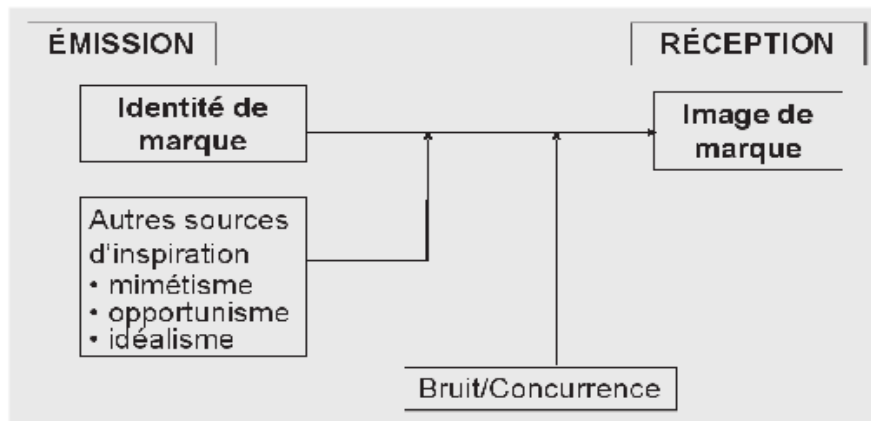 ÉMISSION
RÉCEPTION
Identité de
marque
Image de
marque
Autres sources
d'inspiration
• mimétisme
• opportunisme
• idéalisme
Bruit/Concurrence